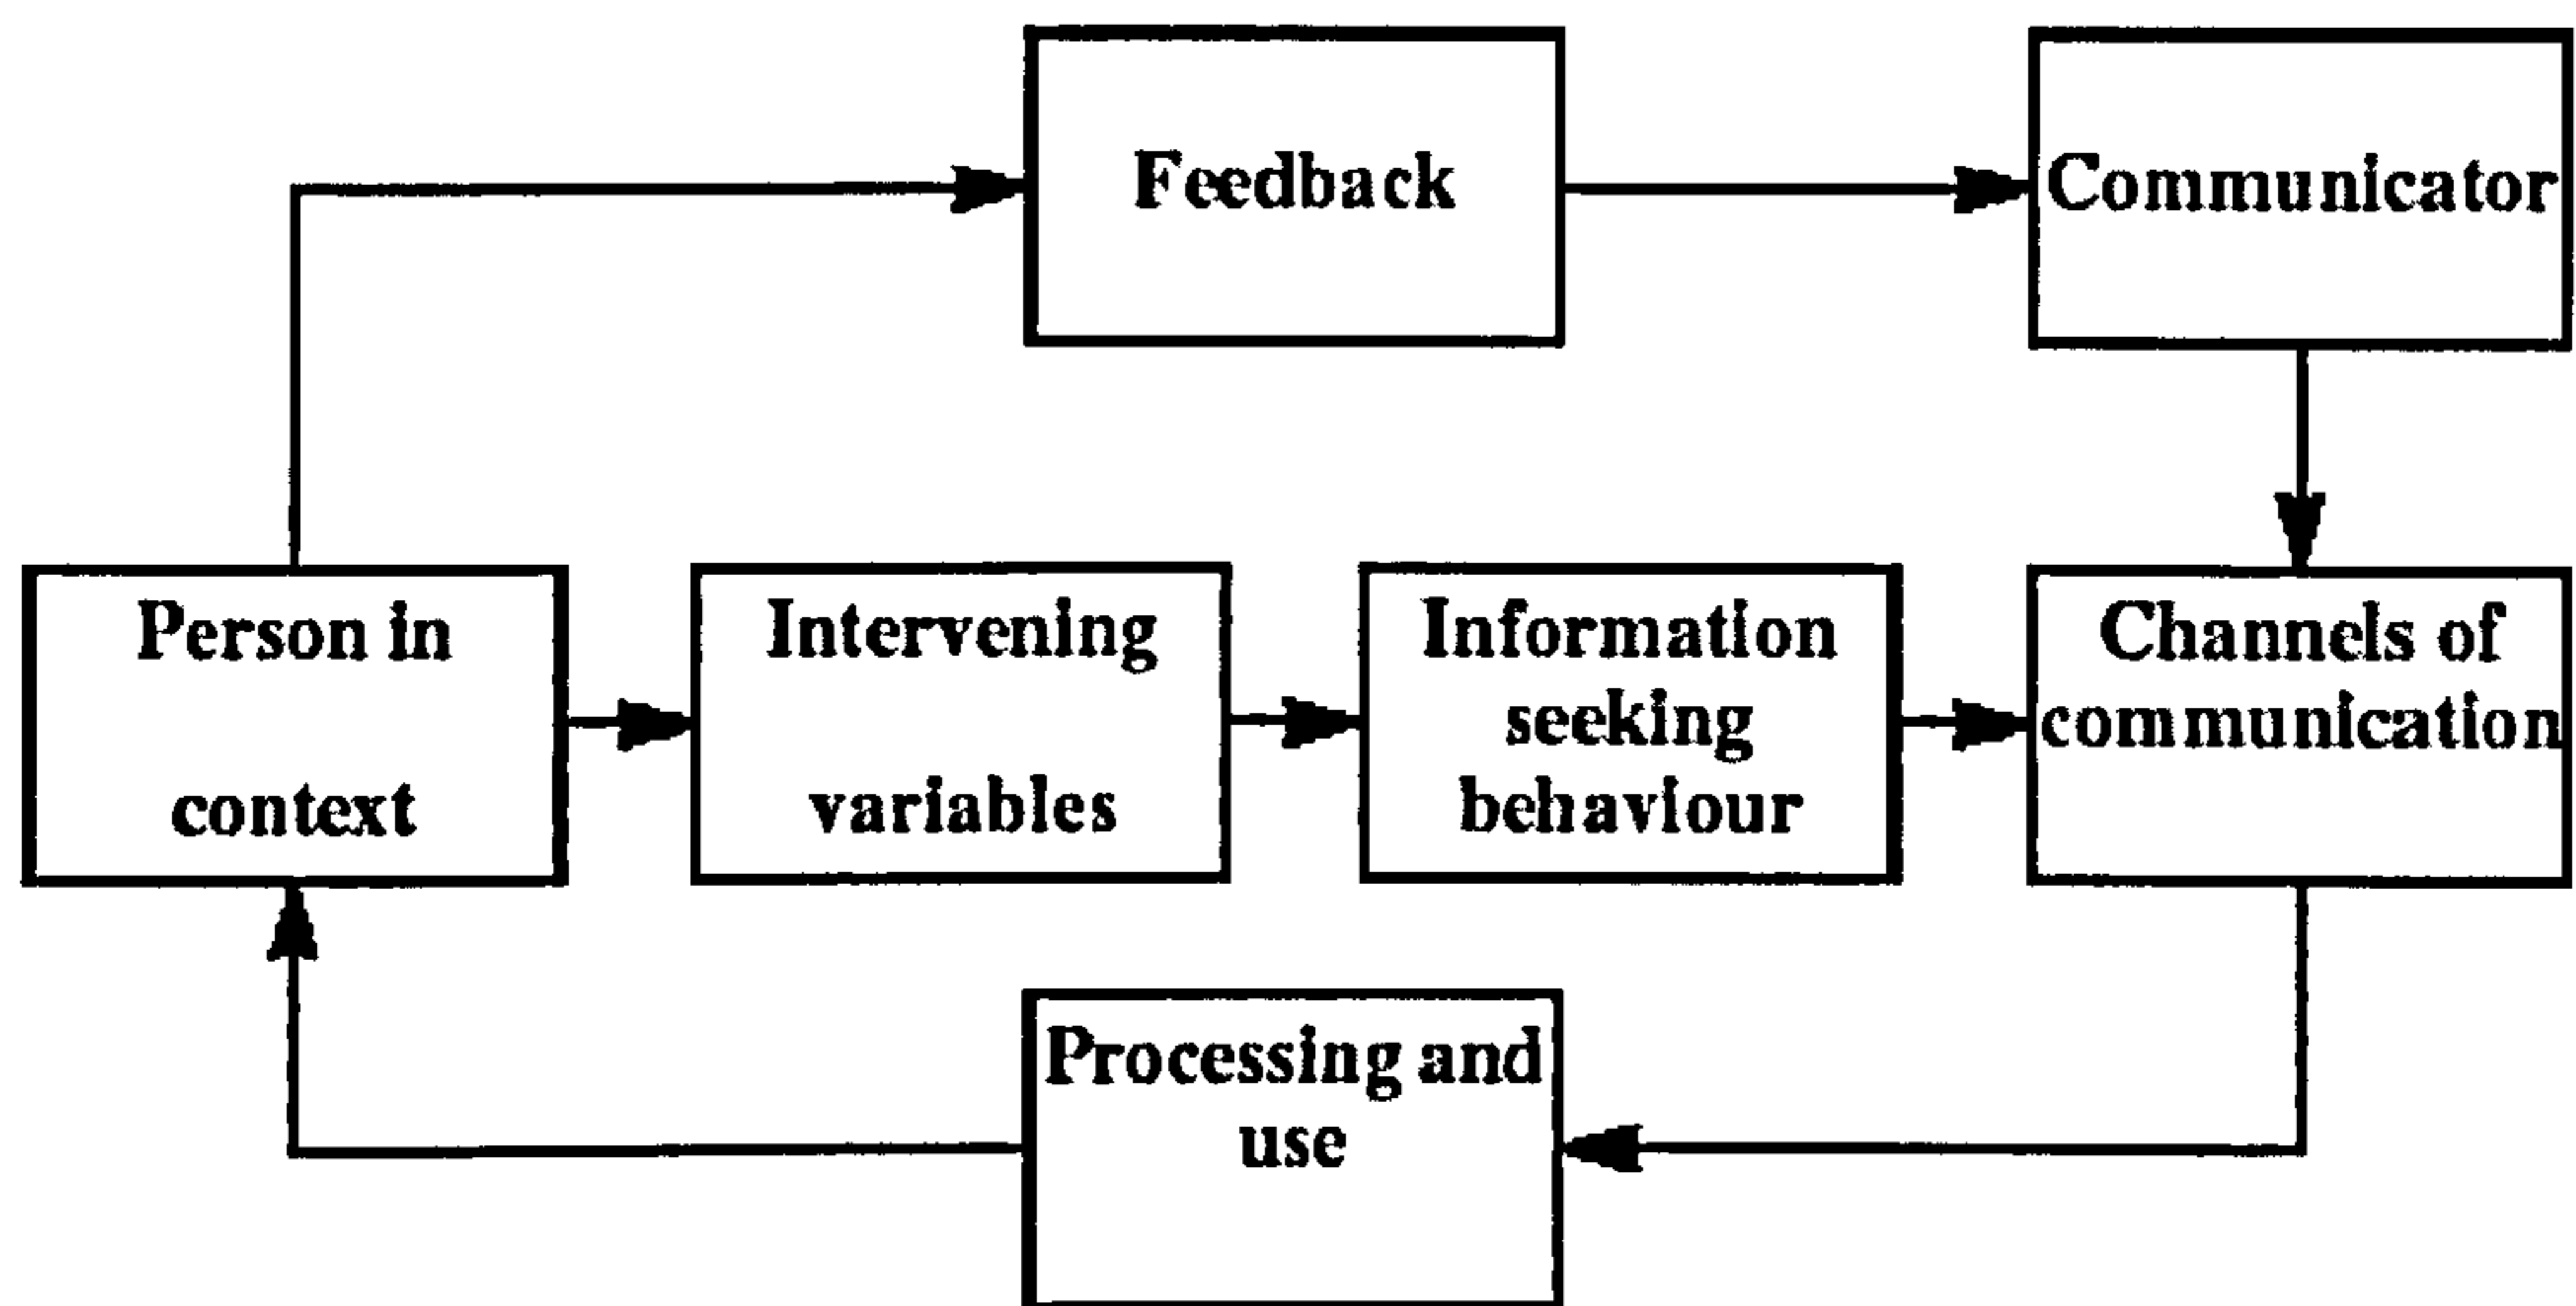 Feedback
Communicator
Person in
context
Intervening
variables
Information
seeking
behaviour
Channels of
communication
Processing and
use